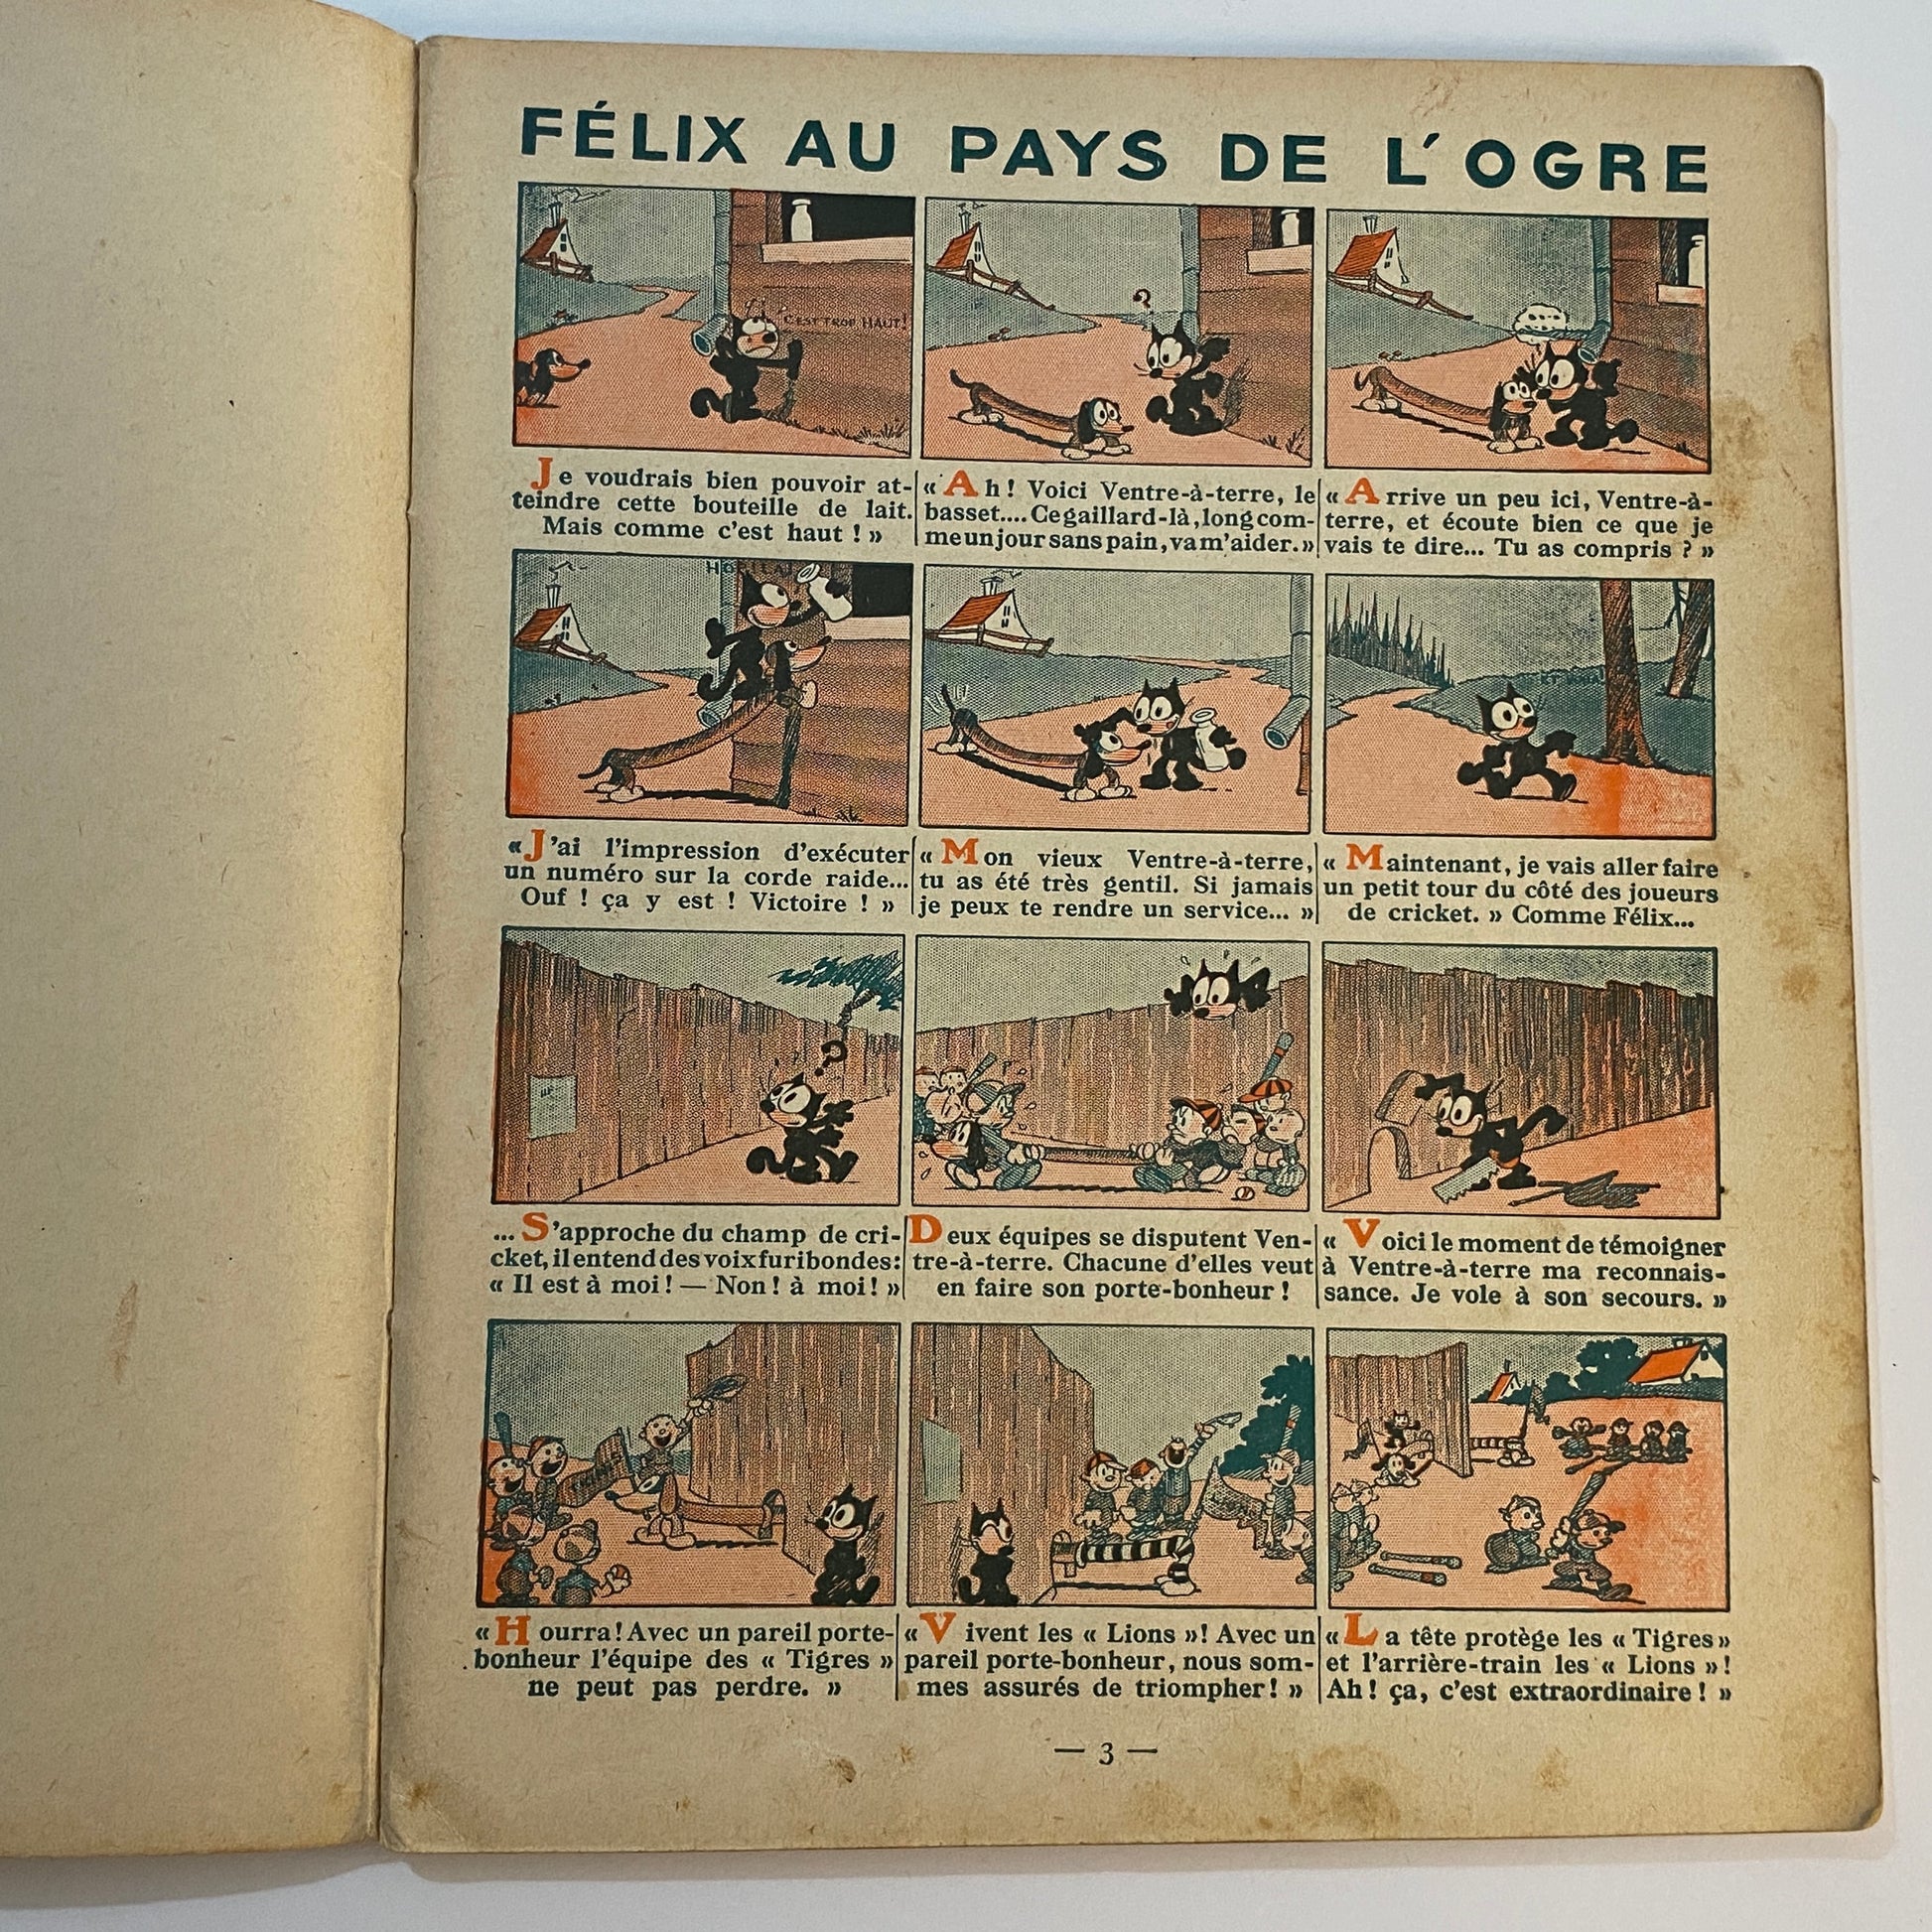 FÉLIX AU PAYS DE L'OGRE
C'EST TROP HAUT!
Je voudrais bien pouvoir at-
teindre cette bouteille de lait.
Mais comme c'est haut ! »
« Ah ! Voici Ventre-à-terre, le
basset.... Ce gaillard-là, long com-
me un jour sans pain, va m'aider. »
« Arrive un peu ici, Ventre-à-
terre, et écoute bien ce que je
vais te dire... Tu as compris ? »
« J'ai l'impression d'exécuter
un numéro sur la corde raide...
Ouf ! ça y est ! Victoire ! »
« Mon vieux Ventre-à-terre,
tu as été très gentil. Si jamais
je peux te rendre un service... »
« Maintenant, je vais aller faire
un petit tour du côté des joueurs
de cricket. » Comme Félix...
?
?
... S'approche du champ de cri-
cket, il entend des voix furibondes:
« Il est à moi ! — Non ! à moi ! »
Deux équipes se disputent Ven-
tre-à-terre. Chacune d'elles veut
en faire son porte-bonheur !
« Voici le moment de témoigner
à Ventre-à-terre ma reconnais-
sance. Je vole à son secours. »
« Hourra ! Avec un pareil porte-
bonheur l'équipe des « Tigres »
ne peut pas perdre. »
« Vivent les « Lions » ! Avec un
pareil porte-bonheur, nous som-
mes assurés de triompher ! »
« La tête protège les « Tigres »
et l'arrière-train les « Lions » !
Ah ! ça, c'est extraordinaire ! »
— 3 —